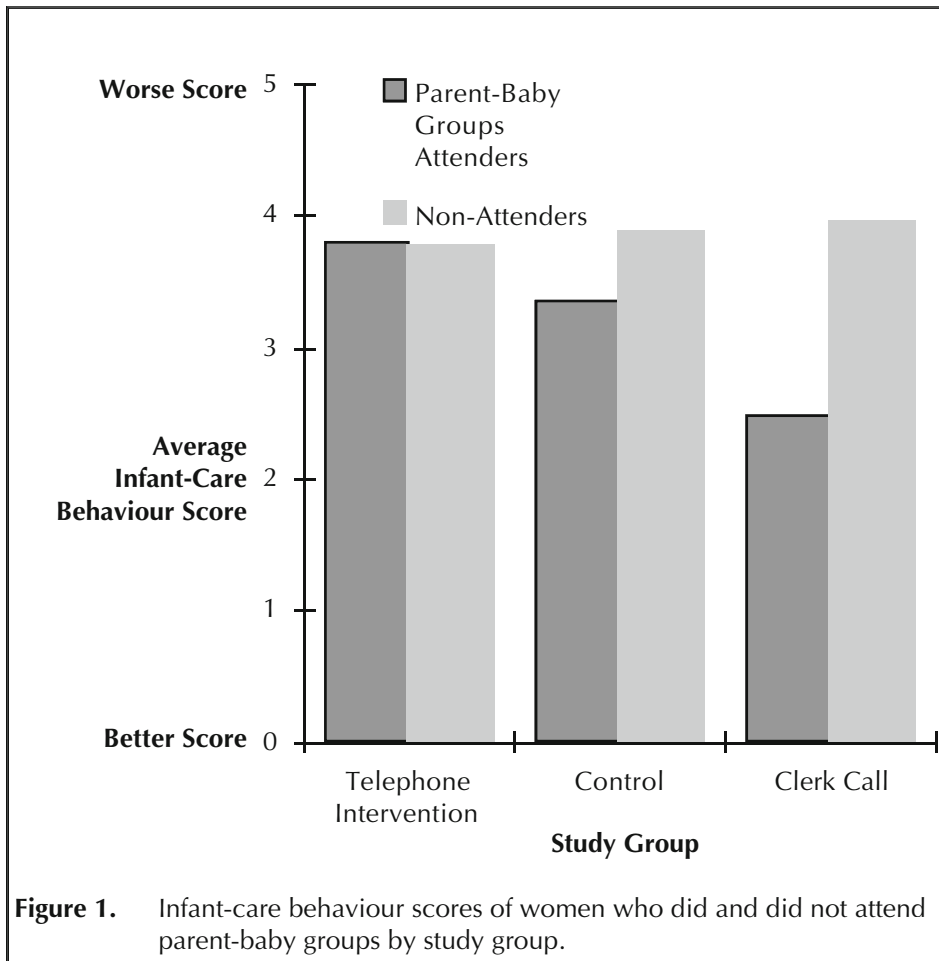 Worse Score
5
Parent-Baby
Groups
Attenders
4
Non-Attenders
3
Average
Infant-Care
Behaviour Score
2
1
Better Score
0
Telephone
Intervention
Control
Clerk Call
Study Group
Figure 1. Infant-care behaviour scores of women who did and did not attend
parent-baby groups by study group.